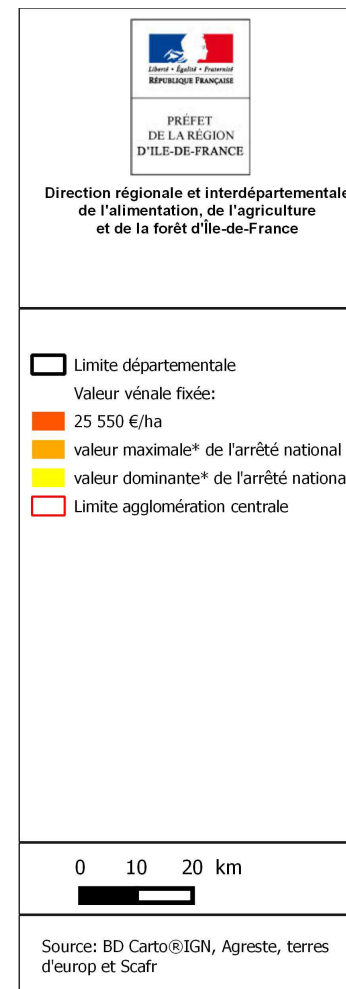 Liberté • Égalité • Fraternité
RÉPUBLIQUE FRANÇAISE
PRÉFET
DE LA RÉGION
D'ILE-DE-FRANCE
Direction régionale et interdépartementale
de l'alimentation, de l'agriculture
et de la forêt d'Île-de-France
Limite départementale
Valeur vénale fixée:
25 550 €/ha
valeur maximale* de l'arrêté national
valeur dominante* de l'arrêté nationa
Limite agglomération centrale
0 10 20 km
Source: BD Carto®IGN, Agreste, terres
d'europ et Scafr